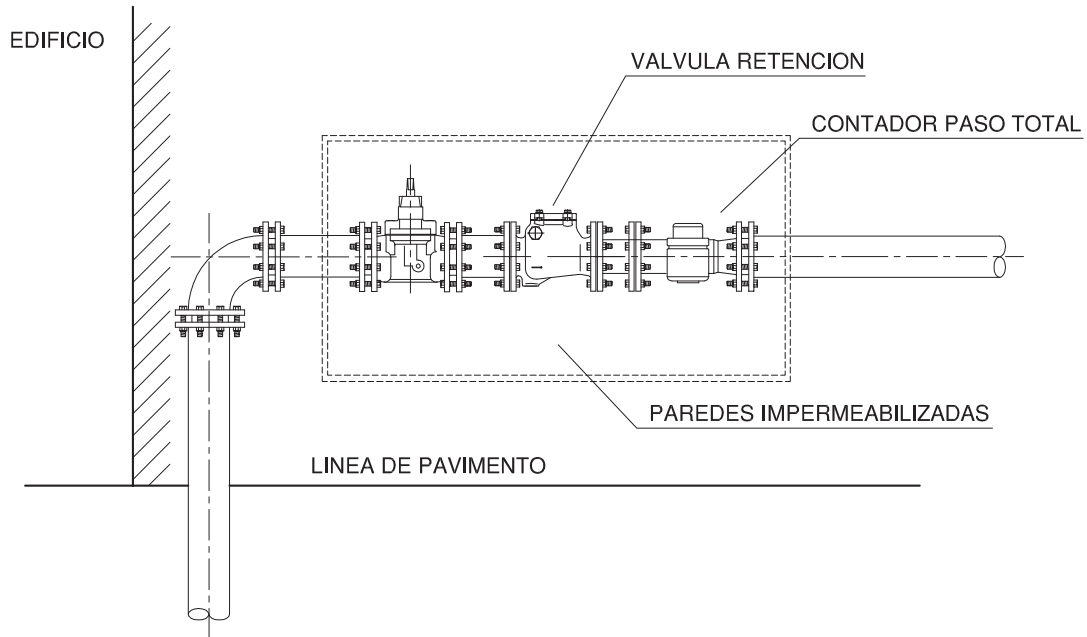 EDIFICIO
VALVULA RETENCION
CONTADOR PASO TOTAL
PAREDES IMPERMEABILIZADAS
LINEA DE PAVIMENTO